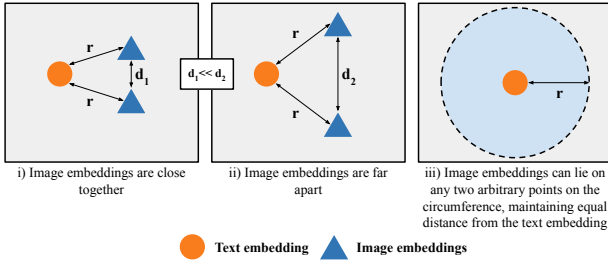 r
d1
r
d1<< d2
r
d2
r
r
i) Image embeddings are close
together
ii) Image embeddings are far
apart
iii) Image embeddings can lie on
any two arbitrary points on the
circumference, maintaining equal
distance from the text embedding
Text embedding
Image embeddings